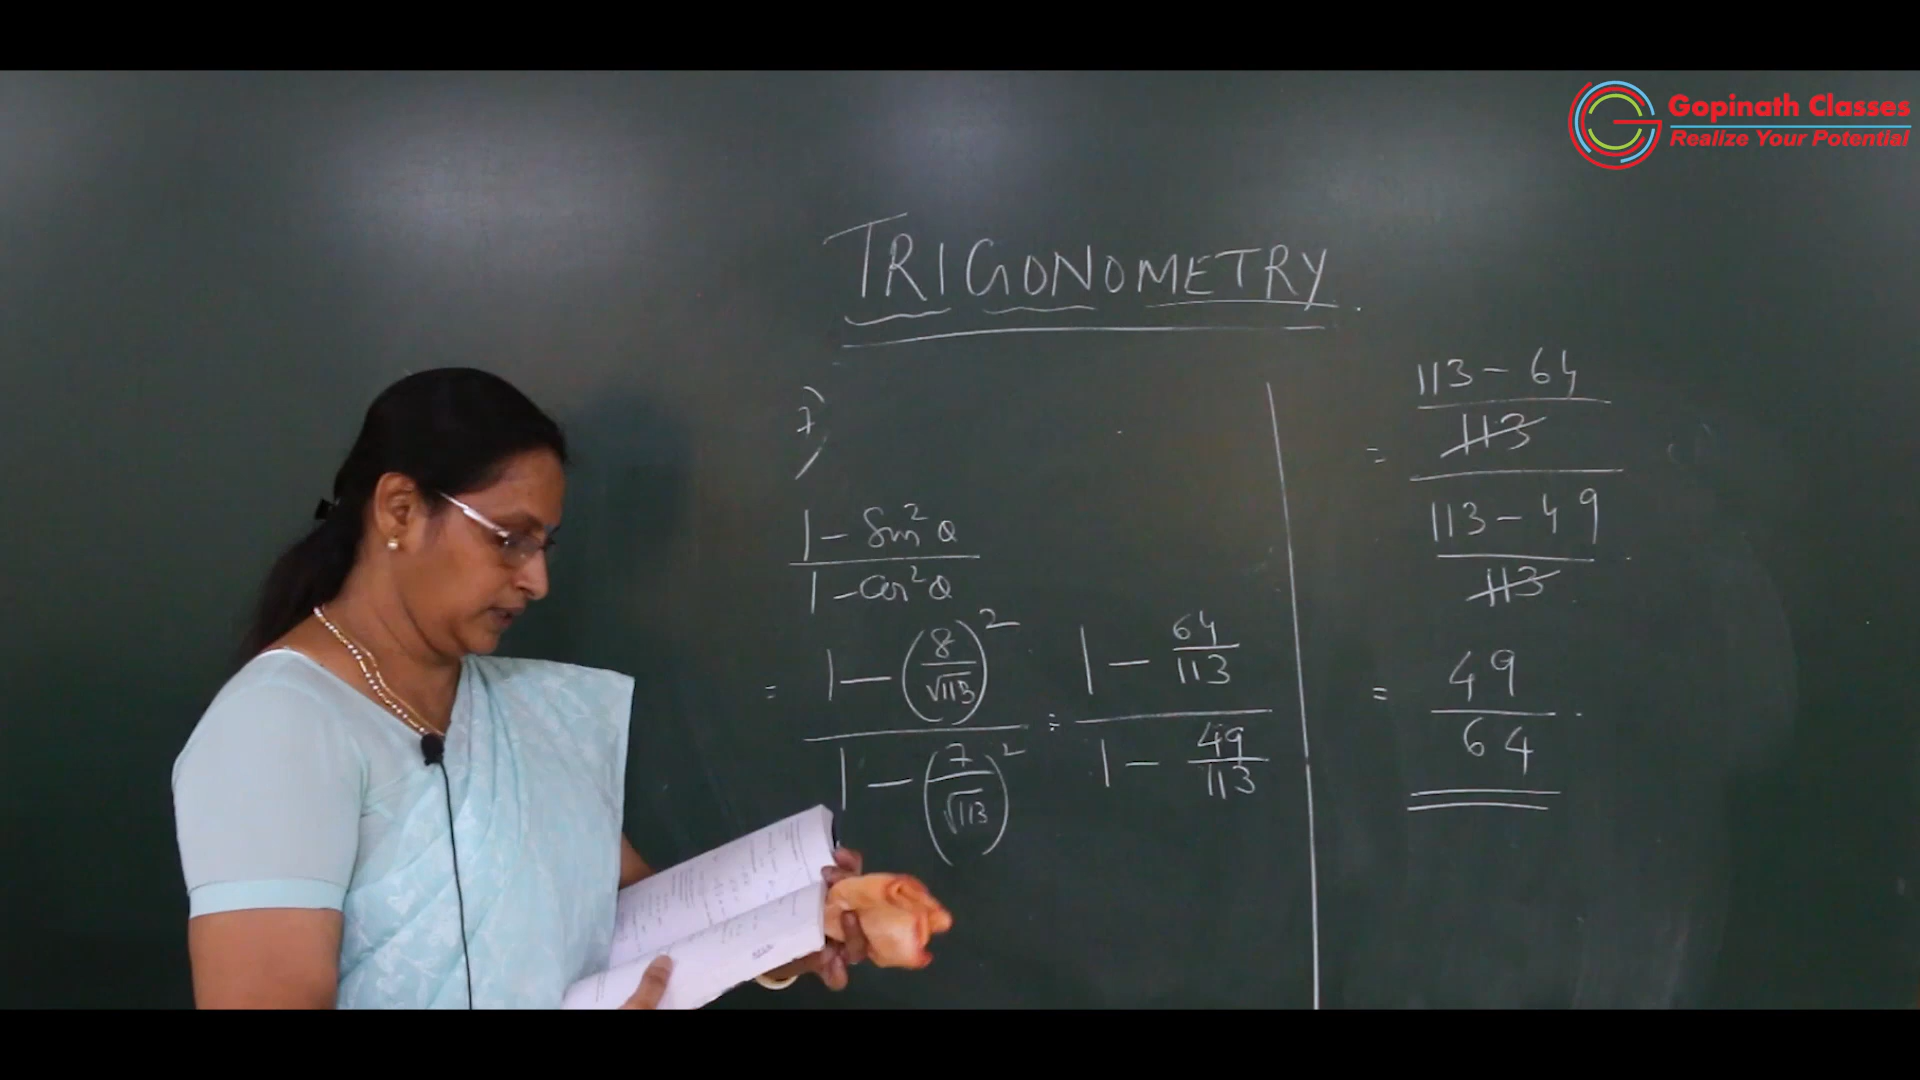 Gopinath Classes
Realize Your Potential
TRIGONOMETRY
7)
1 - Sin²θ
1 - Cos²θ
= 1 - (8/√113)² / 1 - (7/√113)² = 1 - 64/113 / 1 - 49/113
= 113 - 64 / 113
113 - 49 / 113
= 49 / 64